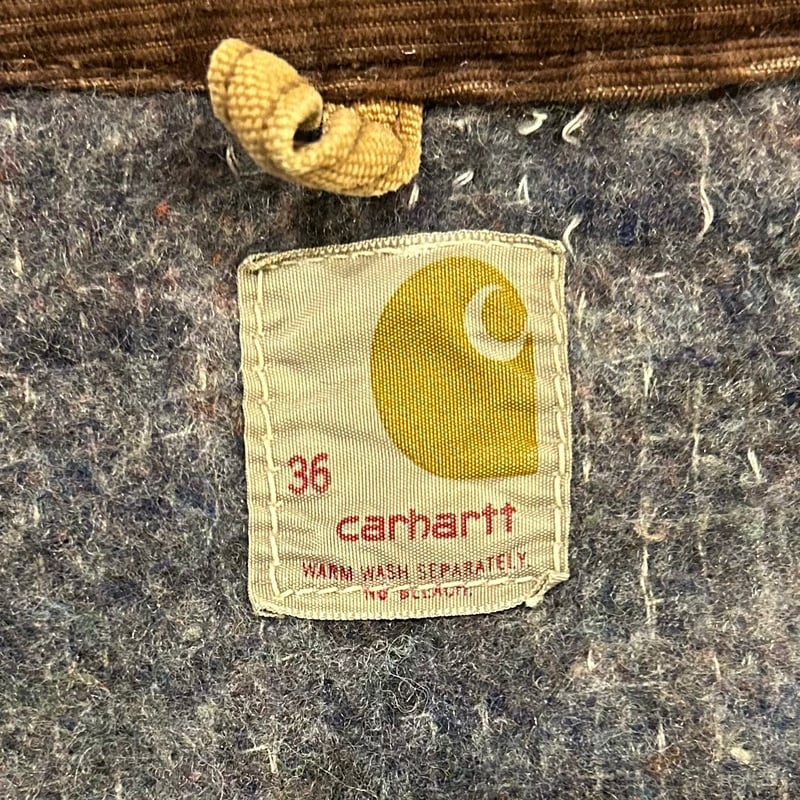 36
carhartt
WARM WASH SEPARATELY.
NO BLEACH.